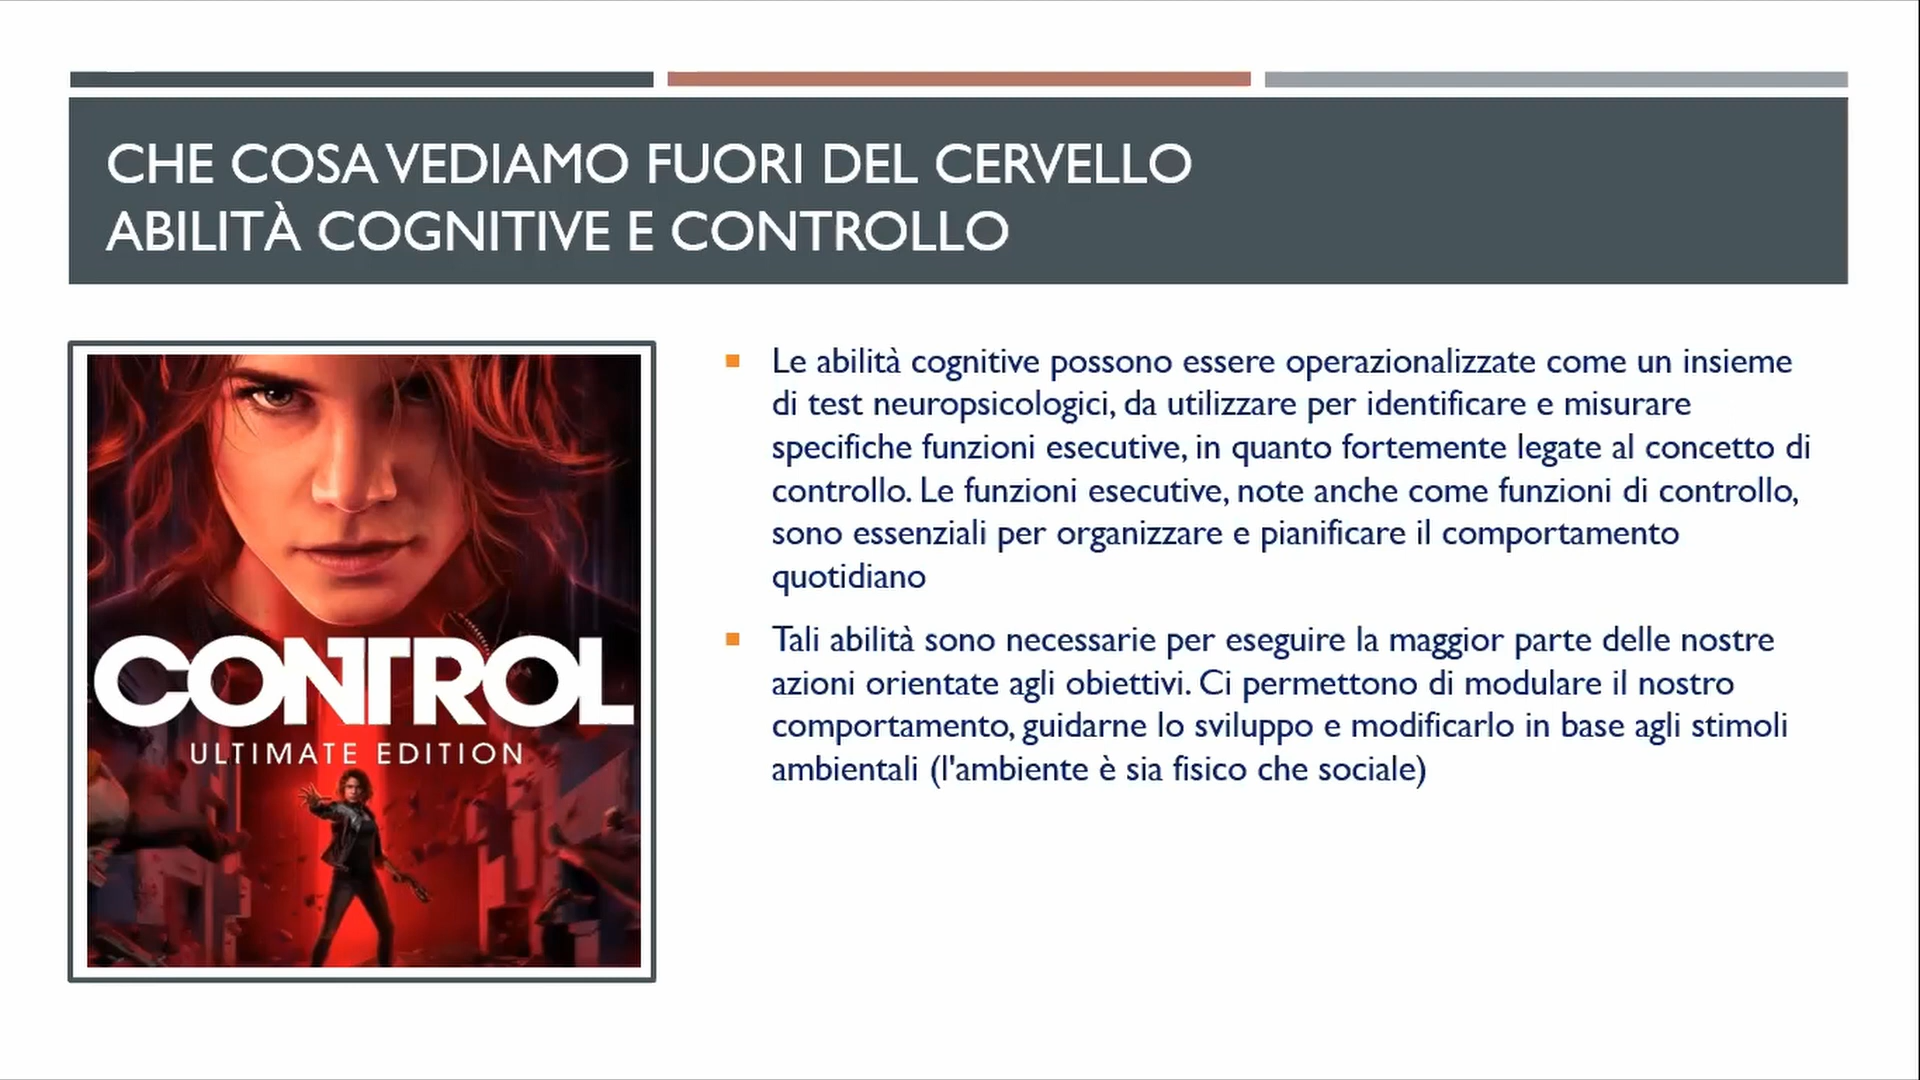 CHE COSA VEDIAMO FUORI DEL CERVELLO
ABILITÀ COGNITIVE E CONTROLLO
CONTROL
ULTIMATE EDITION
Le abilità cognitive possono essere operazionalizzate come un insieme
di test neuropsicologici, da utilizzare per identificare e misurare
specifiche funzioni esecutive, in quanto fortemente legate al concetto di
controllo. Le funzioni esecutive, note anche come funzioni di controllo,
sono essenziali per organizzare e pianificare il comportamento
quotidiano
Tali abilità sono necessarie per eseguire la maggior parte delle nostre
azioni orientate agli obiettivi. Ci permettono di modulare il nostro
comportamento, guidarne lo sviluppo e modificarlo in base agli stimoli
ambientali (l'ambiente è sia fisico che sociale)